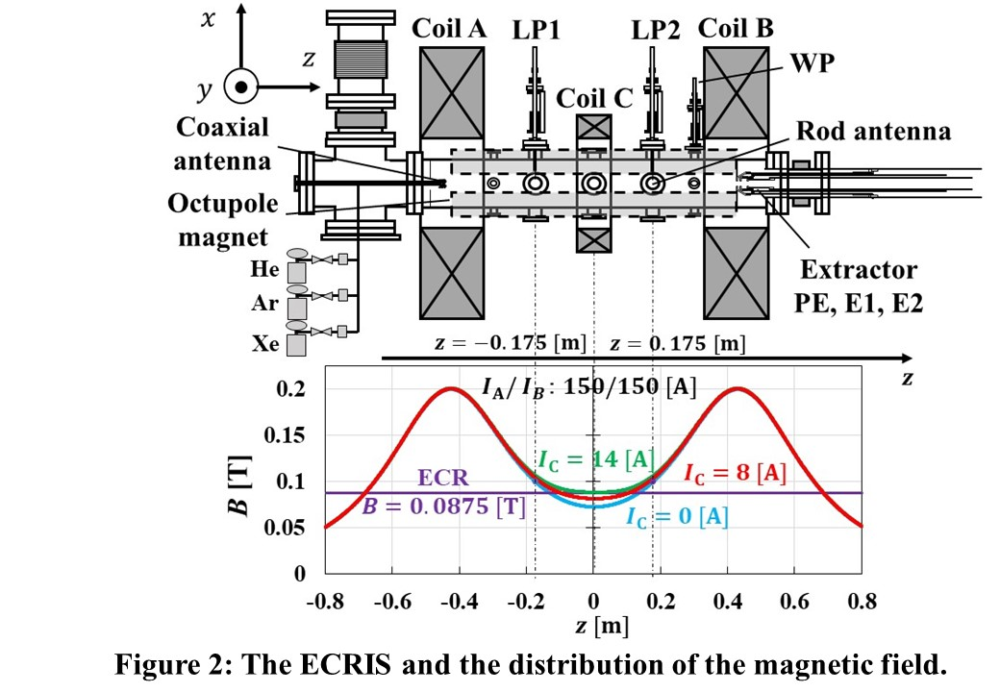 x
z
y
Coil A
LP1
LP2
Coil B
WP
Coil C
Coaxial
antenna
Rod antenna
Octupole
magnet
He
Ar
Xe
Extractor
PE, E1, E2
z = −0.175 [m]
z = 0.175 [m]
z
I_A/ I_B: 150/150 [A]
I_C = 14 [A]
I_C = 8 [A]
I_C = 0 [A]
ECR
B = 0.0875 [T]
B [T]
0.2
0.15
0.1
0.05
0
-0.8 -0.6 -0.4 -0.2 0 0.2 0.4 0.6 0.8
z [m]
Figure 2: The ECRIS and the distribution of the magnetic field.